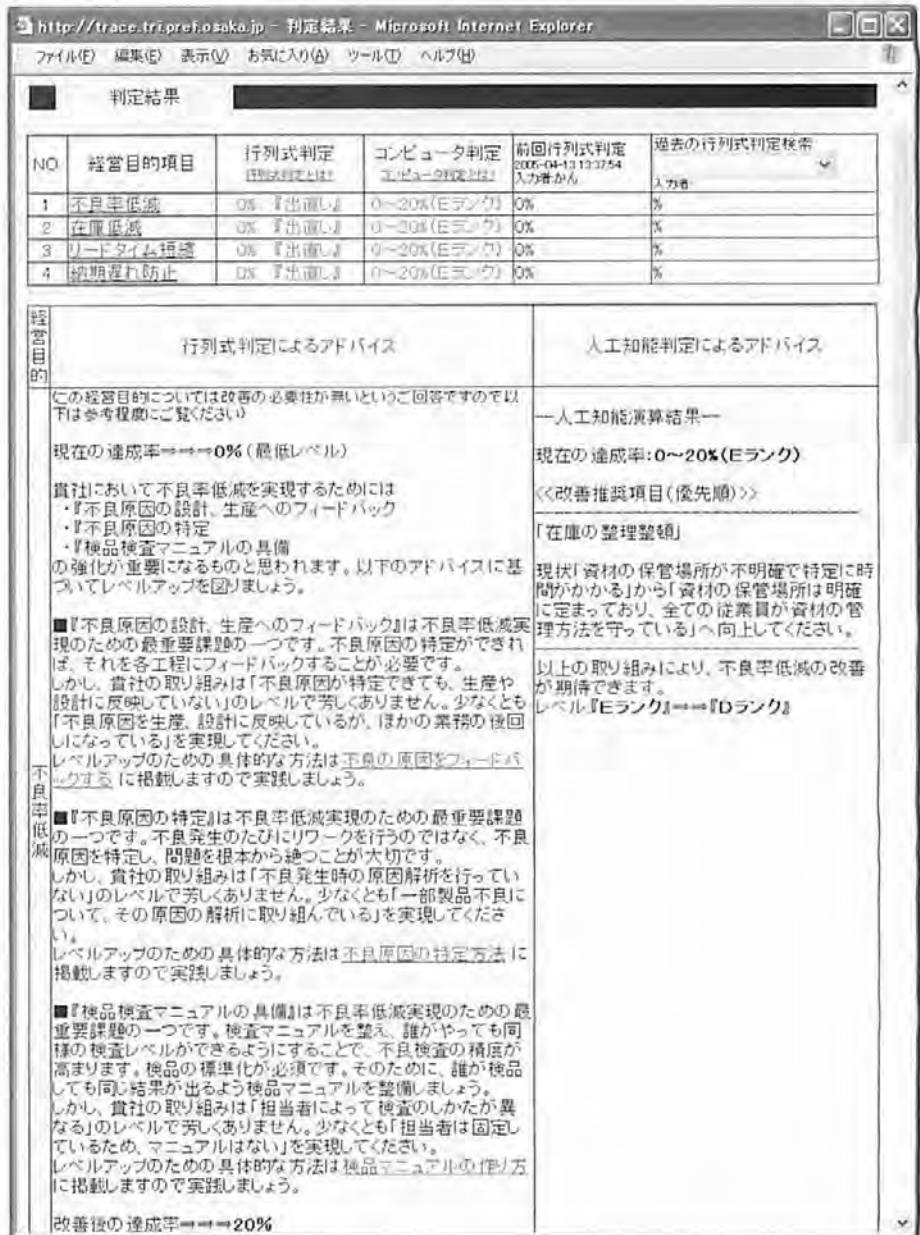 http://trace.tri.pref.osaka.jp - 判定結果 - Microsoft Internet Explorer
ファイル(F) 編集(E) 表示(V) お気に入り(A) ツール(T) ヘルプ(H)
判定結果
NO 経営目的項目 行列式判定 コンピュータ判定 前回行列式判定 過去の行列式判定検索
行列式判定とは! コンピュータ判定とは! 2005-04-13 13:37:54
入力者:かん 入力者:
1 不良率低減 0% 『出直し』 0～20%(Eランク) 0% %
2 在庫低減 0% 『出直し』 0～20%(Eランク) 0% %
3 リードタイム短縮 0% 『出直し』 0～20%(Eランク) 0% %
4 納期遅れ防止 0% 『出直し』 0～20%(Eランク) 0% %
経営目的 行列式判定によるアドバイス 人工知能判定によるアドバイス
不良率低減
(この経営目的については改善の必要性が無いというご回答ですので以
下は参考程度にご覧ください)
現在の達成率⇒⇒⇒0%(最低レベル)
貴社において不良率低減を実現するためには
・『不良原因の設計、生産へのフィードバック
・『不良原因の特定
・『検品検査マニュアルの具備
の強化が重要になるものと思われます。以下のアドバイスに基
づいてレベルアップを図りましょう。
■『不良原因の設計、生産へのフィードバック』は不良率低減実
現のための最重要課題の一つです。不良原因の特定ができれ
ば、それを各工程にフィードバックすることが必要です。
しかし、貴社の取り組みは「不良原因が特定できても、生産や
設計に反映していない」のレベルで芳しくありません。少なくとも
「不良原因を生産、設計に反映しているが、ほかの業務の後回
しになっている」を実現してください。
レベルアップのための具体的な方法は不良の原因をフィードバ
ックする に掲載しますので実践しましょう。
■『不良原因の特定』は不良率低減実現のための最重要課題
の一つです。不良発生のたびにリワークを行うのではなく、不良
原因を特定し、問題を根本から絶つことが大切です。
しかし、貴社の取り組みは「不良発生時の原因解析を行ってい
ない」のレベルで芳しくありません。少なくとも「一部製品不良に
ついて、その原因の解析に取り組んでいる」を実現してくださ
い。
レベルアップのための具体的な方法は不良原因の特定方法 に
掲載しますので実践しましょう。
■『検品検査マニュアルの具備』は不良率低減実現のための最
重要課題の一つです。検査マニュアルを整え、誰がやっても同
様の検査レベルができるようにすることで、不良検査の精度が
高まります。検品の標準化が必須です。そのために、誰が検品
しても同じ結果が出るよう検品マニュアルを整備しましょう。
しかし、貴社の取り組みは「担当者によって検査のしかたが異
なる」のレベルで芳しくありません。少なくとも「担当者は固定し
ているため、マニュアルはない」を実現してください。
レベルアップのための具体的な方法は検品マニュアルの作り方
に掲載しますので実践しましょう。
改善後の達成率⇒⇒⇒20%
―人工知能演算結果―
現在の達成率:0～20%(Eランク)
<<改善推奨項目(優先順)>>
「在庫の整理整頓」
現状「資材の保管場所が不明確で特定に時
間がかかる」から「資材の保管場所は明確
に定まっており、全ての従業員が資材の管
理方法を守っている」へ向上してください。
以上の取り組みにより、不良率低減の改善
が期待できます。
レベル『Eランク』⇒⇒『Dランク』